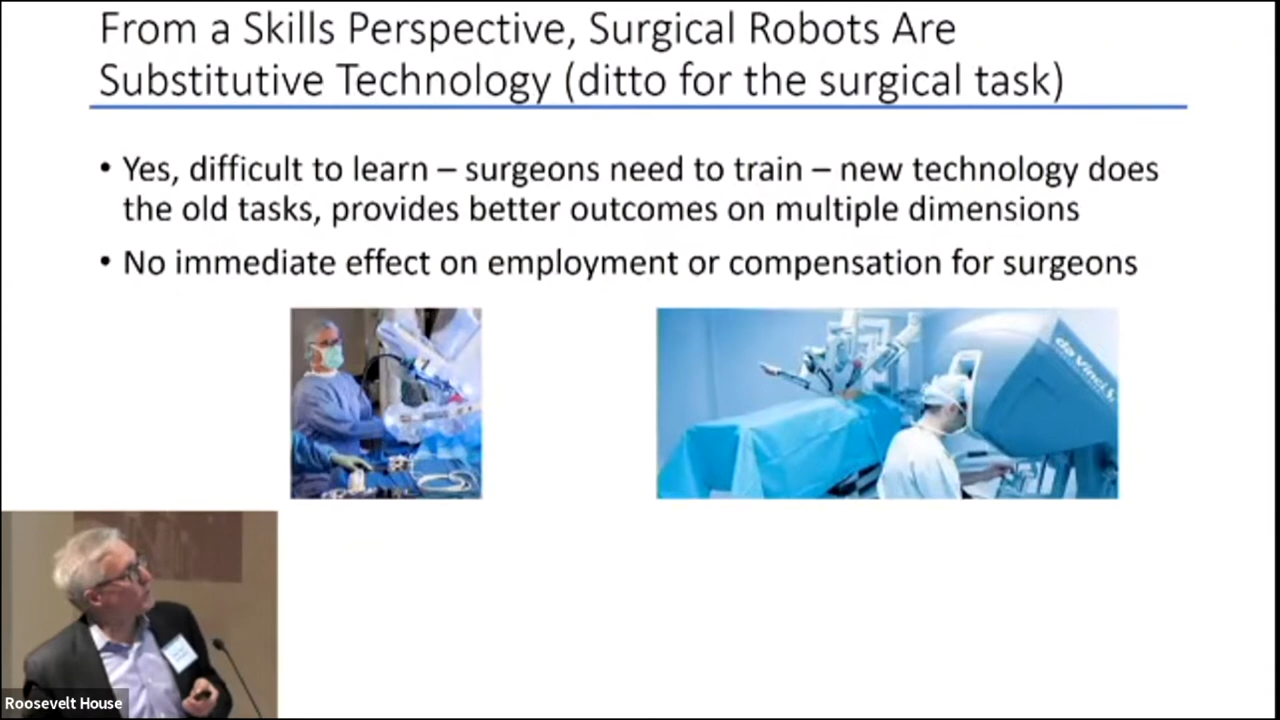 From a Skills Perspective, Surgical Robots Are
Substitutive Technology (ditto for the surgical task)
• Yes, difficult to learn – surgeons need to train – new technology does
the old tasks, provides better outcomes on multiple dimensions
• No immediate effect on employment or compensation for surgeons
da Vinci
Roosevelt House